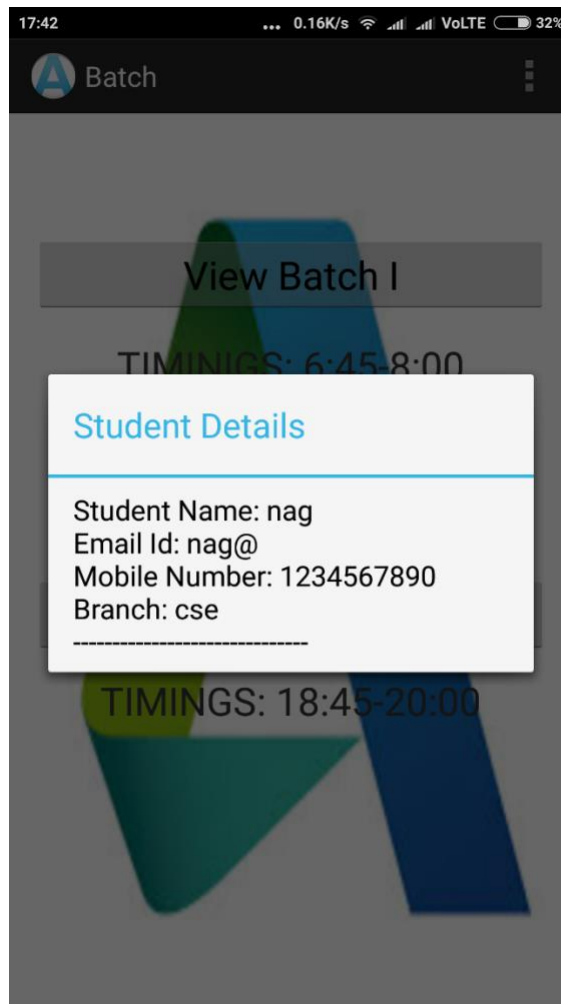 17:42 ... 0.16K/s VoLTE 32%
Batch
View Batch I
TIMINIGS: 6:45-8:00
Student Details
Student Name: nag
Email Id: nag@
Mobile Number: 1234567890
Branch: cse
------------------------------
TIMINGS: 18:45-20:00